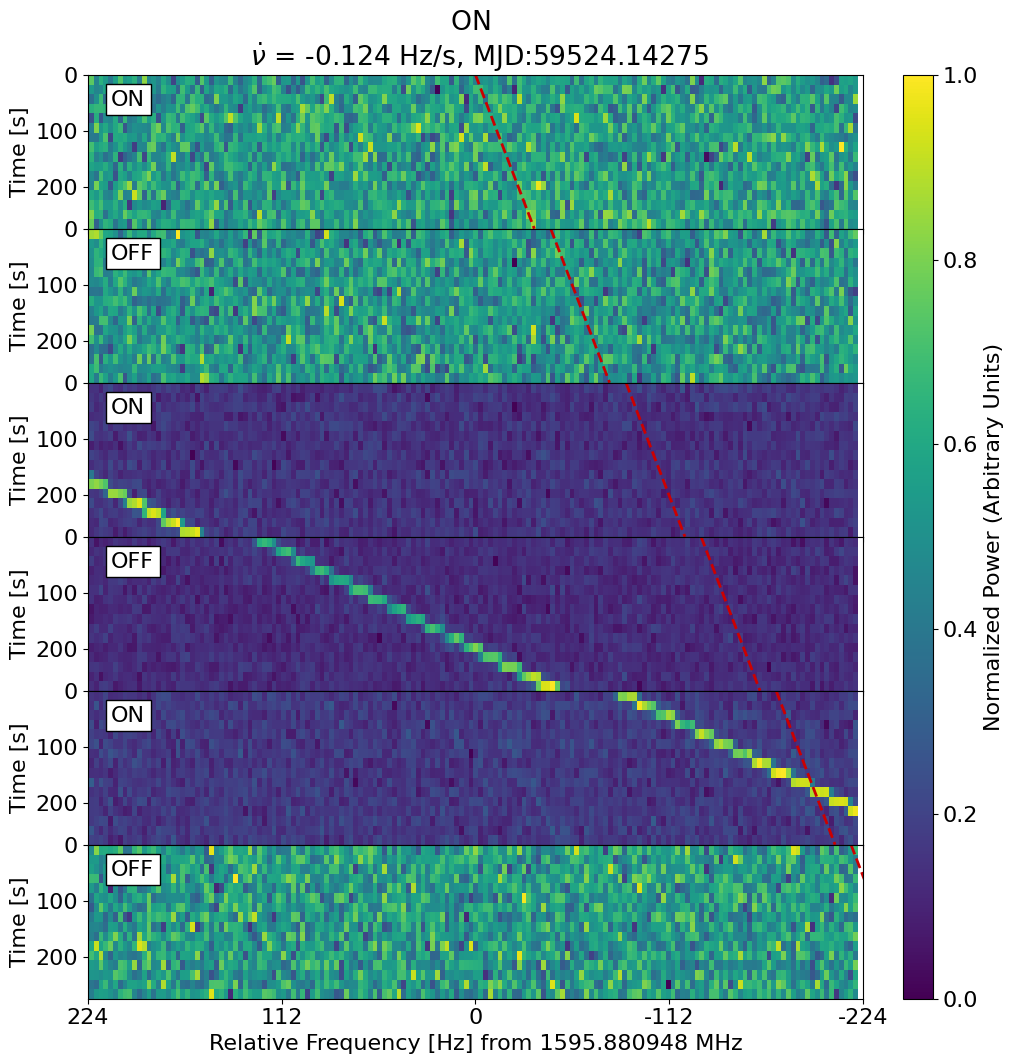 ON
ν̇ = -0.124 Hz/s, MJD:59524.14275
0
ON
100
Time [s]
200
0
OFF
100
Time [s]
200
0
ON
100
Time [s]
200
0
OFF
100
Time [s]
200
0
ON
100
Time [s]
200
0
OFF
100
Time [s]
200
224 112 0 -112 -224
Relative Frequency [Hz] from 1595.880948 MHz
1.0
0.8
0.6
0.4
0.2
0.0
Normalized Power (Arbitrary Units)